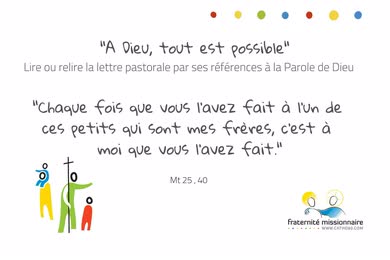 "A Dieu, tout est possible"
Lire ou relire la lettre pastorale par ses références à la Parole de Dieu
"Chaque fois que vous l'avez fait à l'un de
ces petits qui sont mes frères, c'est à
moi que vous l'avez fait."
Mt 25 , 40
fraternité missionnaire
WWW.CATHO60.COM